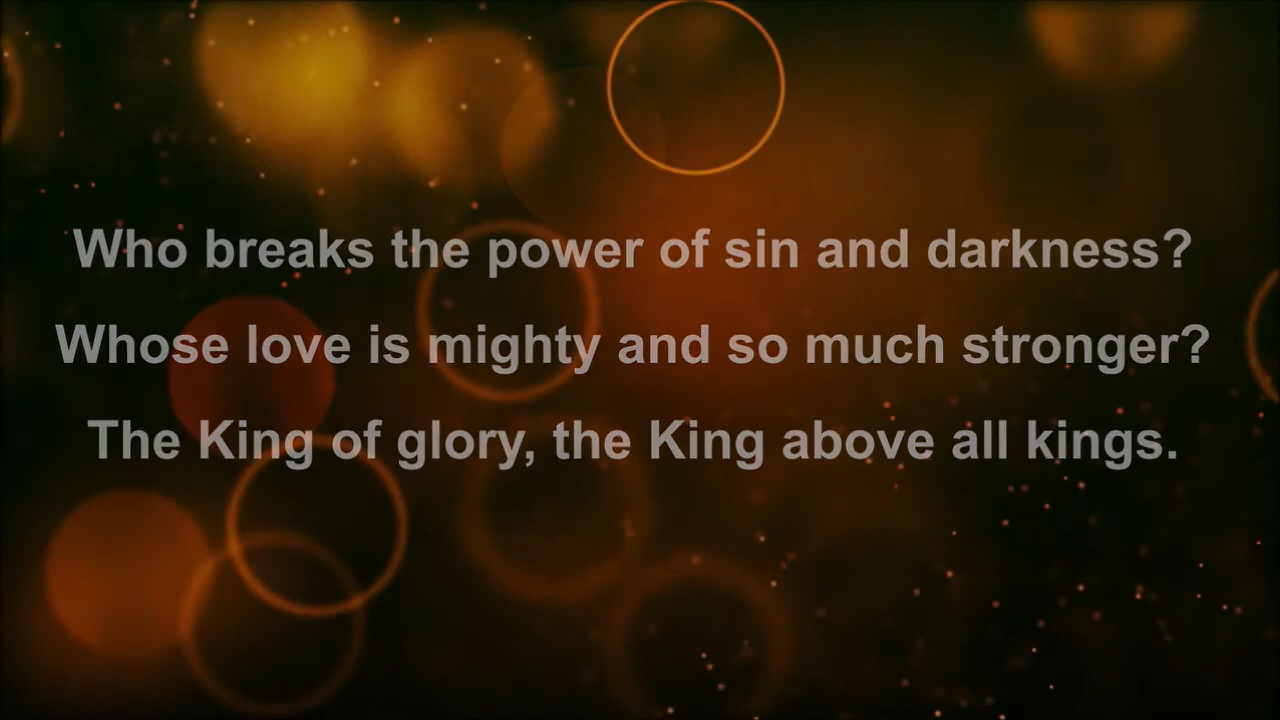 Who breaks the power of sin and darkness?
Whose love is mighty and so much stronger?
The King of glory, the King above all kings.